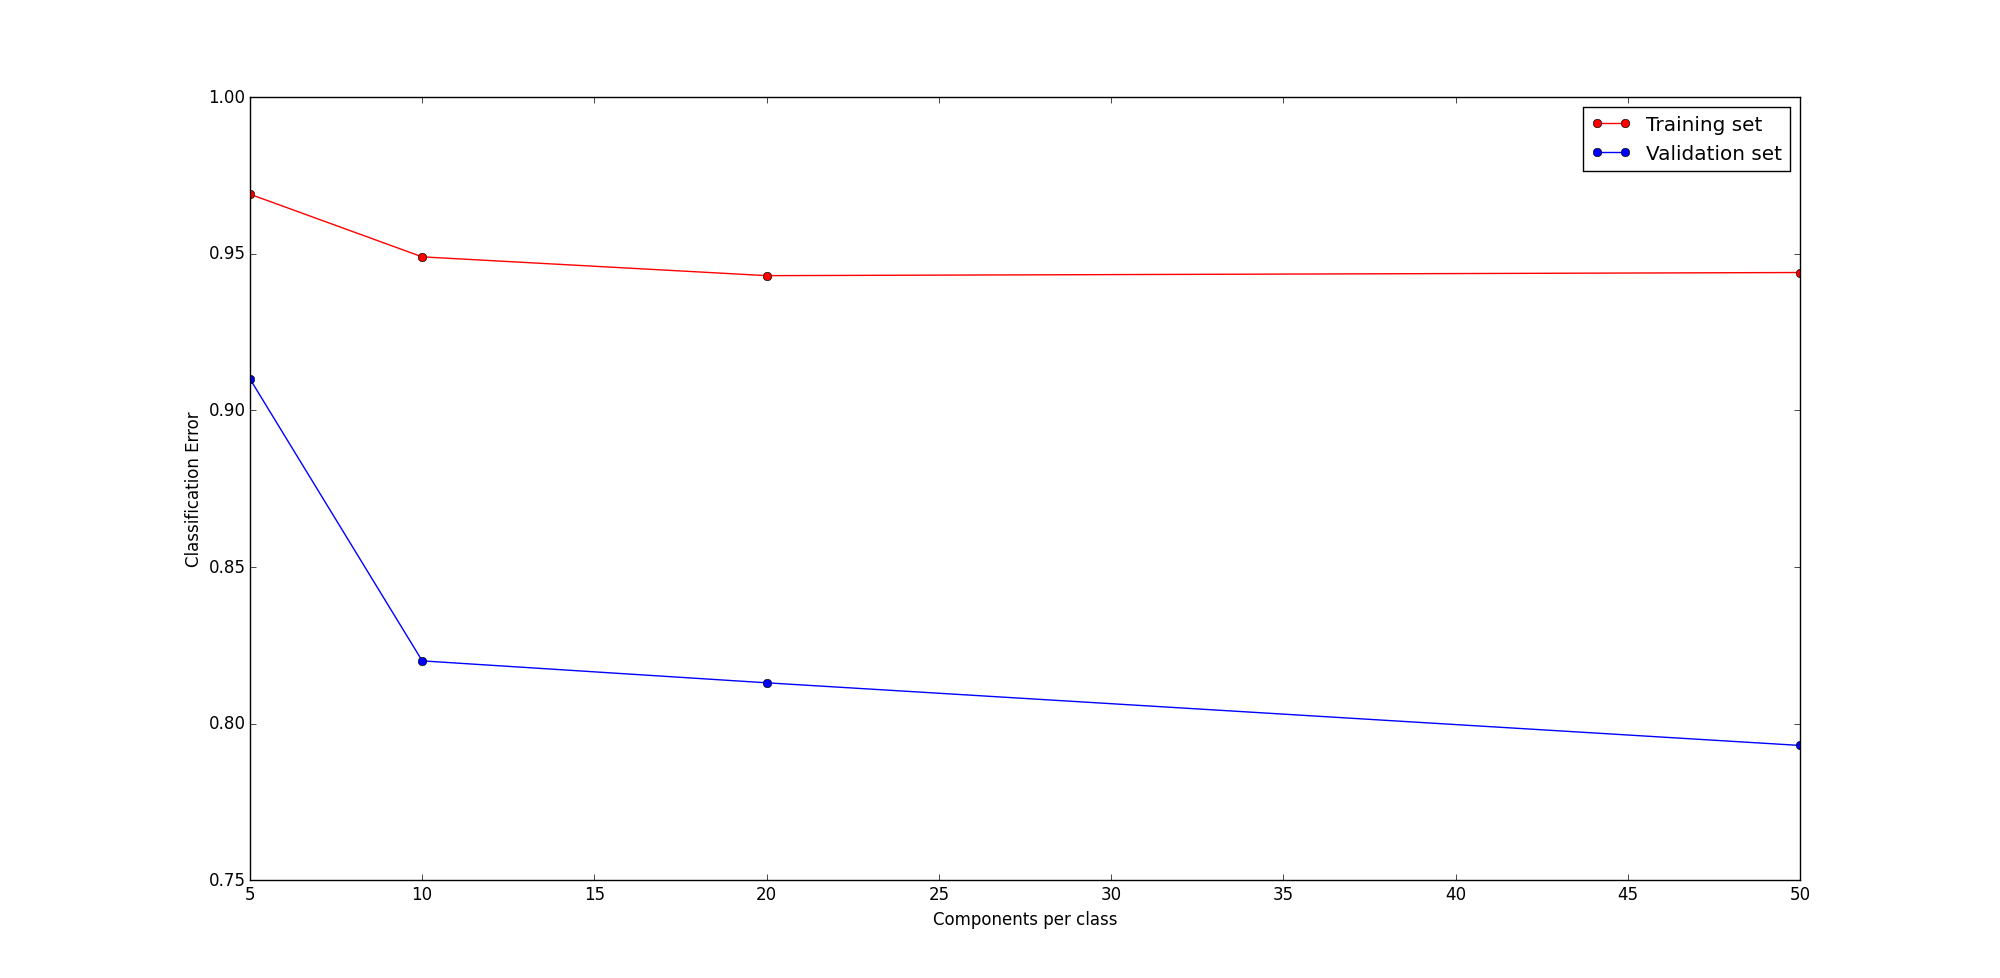 1.00
0.95
0.90
0.85
0.80
0.75
Classification Error
Training set
Validation set
5 10 15 20 25 30 35 40 45 50
Components per class